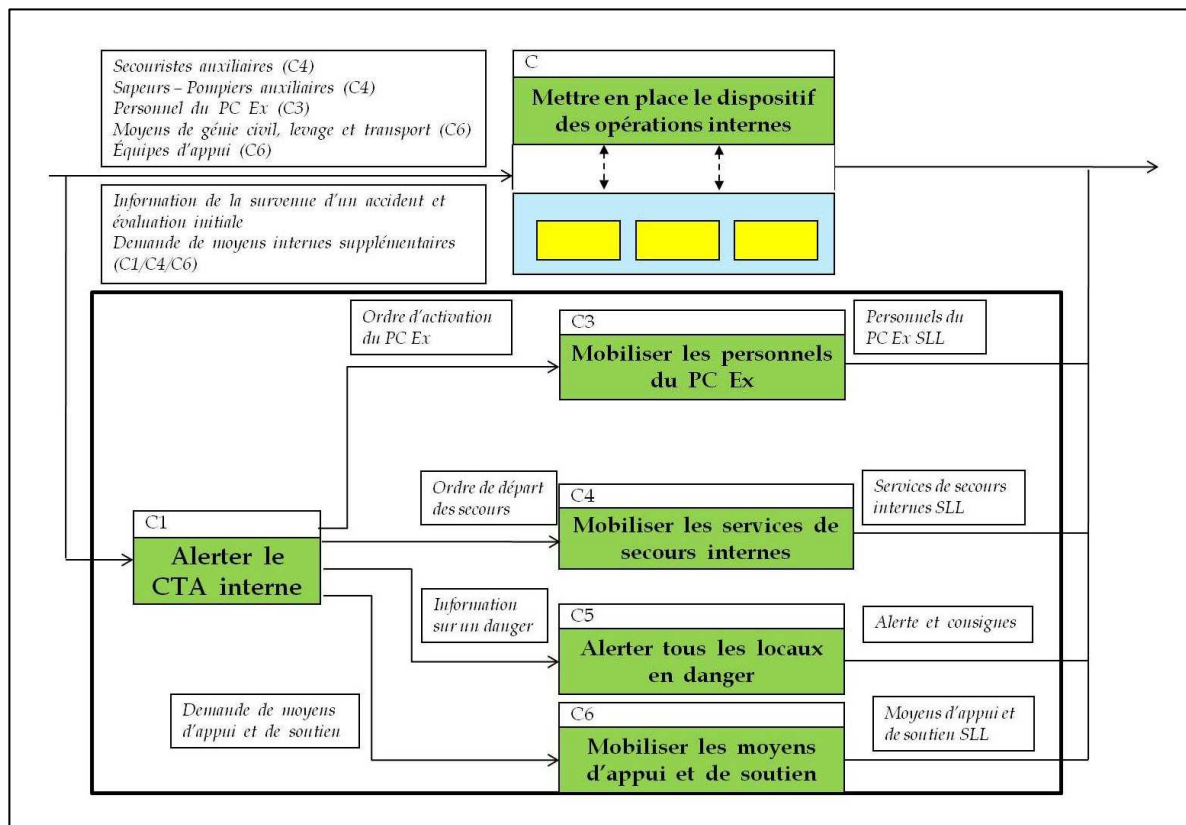 Secouristes auxiliaires (C4)
Sapeurs – Pompiers auxiliaires (C4)
Personnel du PC Ex (C3)
Moyens de génie civil, levage et transport (C6)
Équipes d'appui (C6)
C
Mettre en place le dispositif
des opérations internes
Information de la survenue d'un accident et
évaluation initiale
Demande de moyens internes supplémentaires
(C1/C4/C6)
Ordre d'activation
du PC Ex
C3
Mobiliser les personnels
du PC Ex
Personnels du
PC Ex SLL
Ordre de départ
des secours
C4
Mobiliser les services de
secours internes
Services de secours
internes SLL
C1
Alerter le
CTA interne
Information
sur un danger
C5
Alerter tous les locaux
en danger
Alerte et consignes
Demande de moyens
d'appui et de soutien
C6
Mobiliser les moyens
d'appui et de soutien
Moyens d'appui et
de soutien SLL